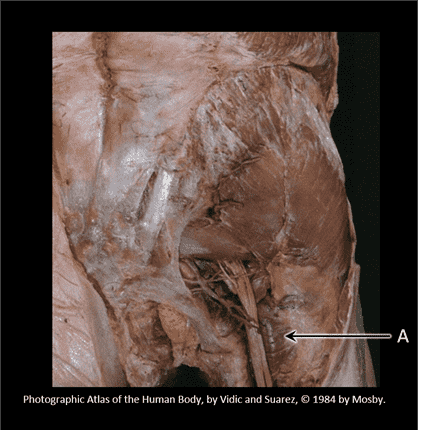 A
Photographic Atlas of the Human Body, by Vidic and Suarez, © 1984 by Mosby.